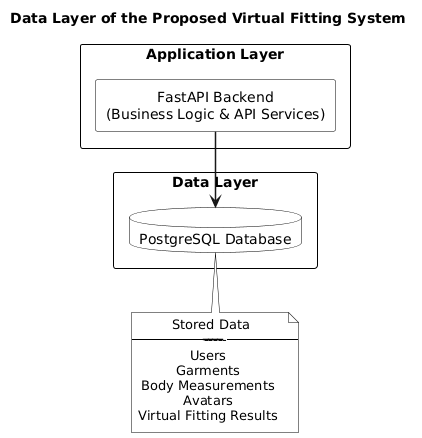 Data Layer of the Proposed Virtual Fitting System
Application Layer
FastAPI Backend
(Business Logic & API Services)
Data Layer
PostgreSQL Database
Stored Data
Users
Garments
Body Measurements
Avatars
Virtual Fitting Results